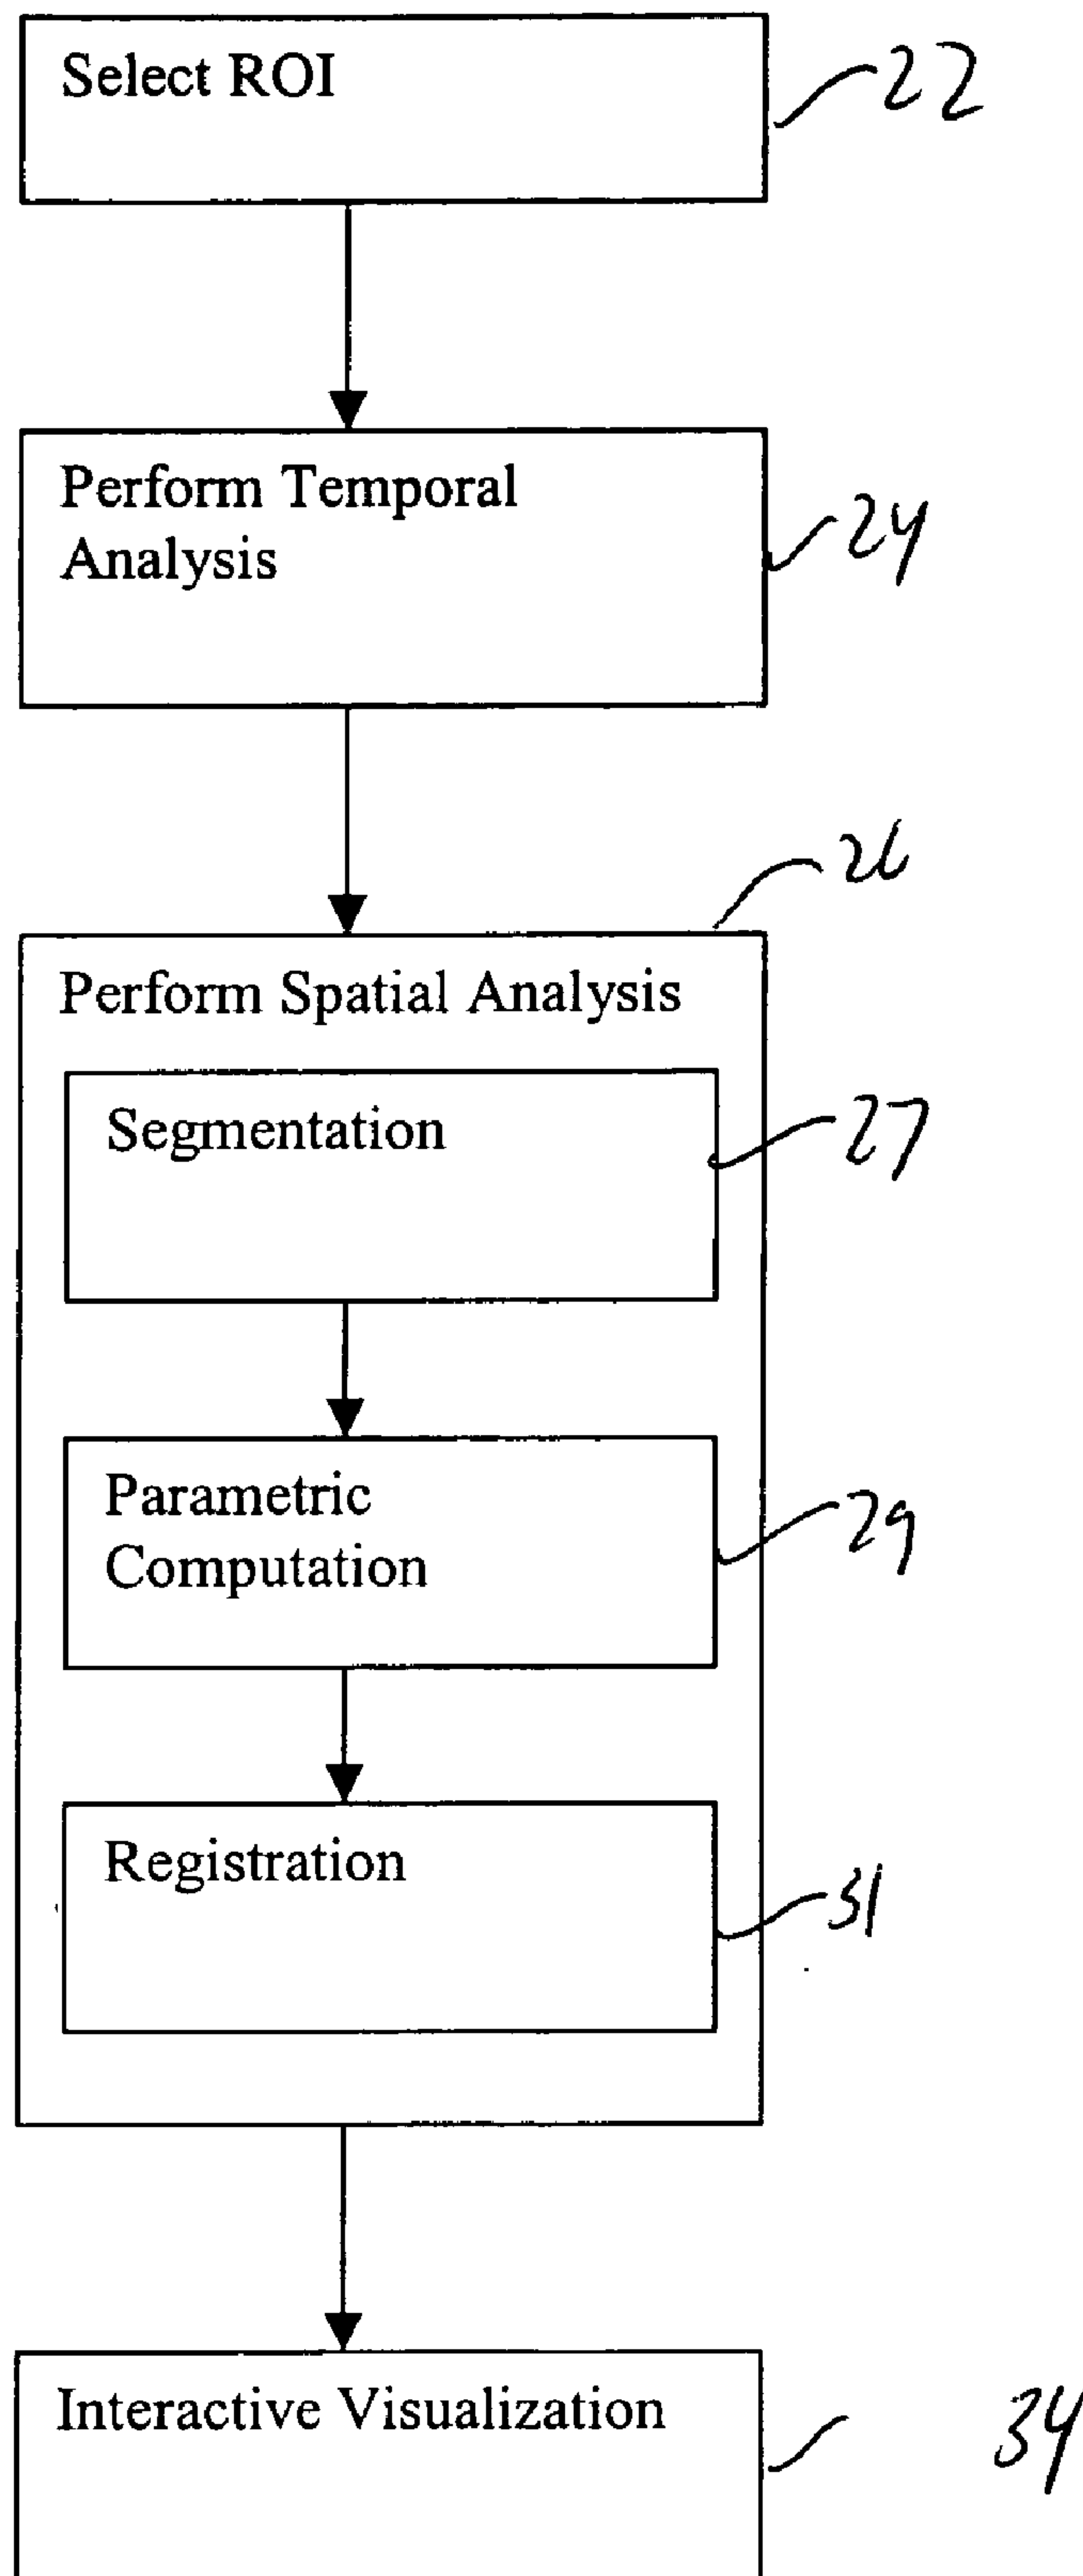 Select ROI
22
Perform Temporal
Analysis
24
26
Perform Spatial Analysis
Segmentation
27
Parametric
Computation
29
Registration
31
Interactive Visualization
34